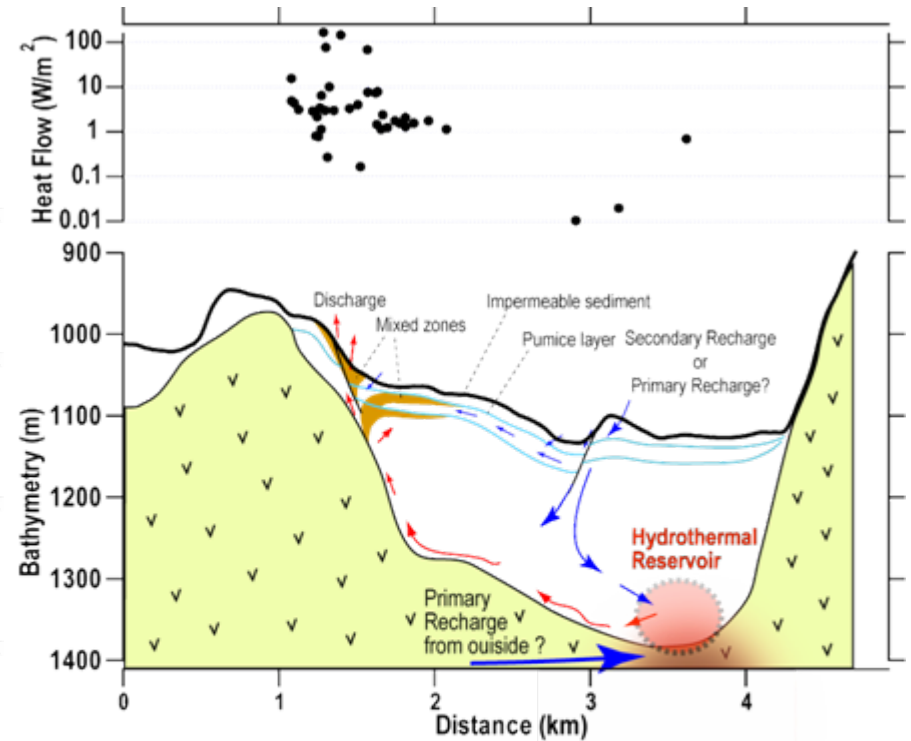 Heat Flow (W/m²)
100
10
1
0.1
0.01
Bathymetry (m)
900
1000
1100
1200
1300
1400
Discharge
Mixed zones
Impermeable sediment
Pumice layer
Secondary Recharge
or
Primary Recharge?
Hydrothermal
Reservoir
Primary
Recharge
from ouiside ?
0
1
2
3
4
Distance (km)